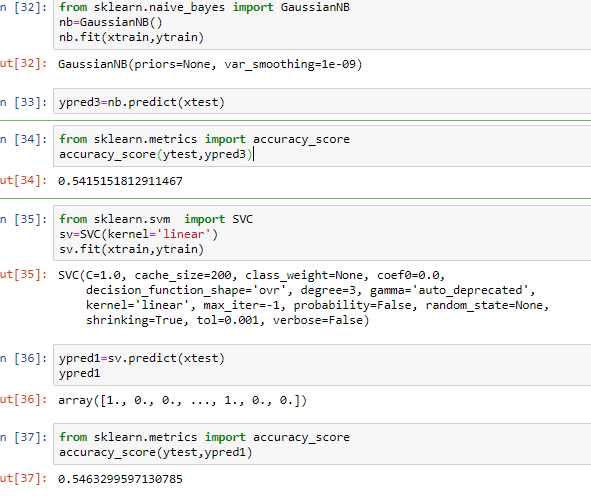 n [32]: from sklearn.naive_bayes import GaussianNB
nb=GaussianNB()
nb.fit(xtrain,ytrain)
ut[32]: GaussianNB(priors=None, var_smoothing=1e-09)
n [33]: ypred3=nb.predict(xtest)
n [34]: from sklearn.metrics import accuracy_score
accuracy_score(ytest,ypred3)
ut[34]: 0.5415151812911467
n [35]: from sklearn.svm  import SVC
sv=SVC(kernel='linear')
sv.fit(xtrain,ytrain)
ut[35]: SVC(C=1.0, cache_size=200, class_weight=None, coef0=0.0,
decision_function_shape='ovr', degree=3, gamma='auto_deprecated',
kernel='linear', max_iter=-1, probability=False, random_state=None,
shrinking=True, tol=0.001, verbose=False)
n [36]: ypred1=sv.predict(xtest)
ypred1
ut[36]: array([1., 0., 0., ..., 1., 0., 0.])
n [37]: from sklearn.metrics import accuracy_score
accuracy_score(ytest,ypred1)
ut[37]: 0.5463299597130785